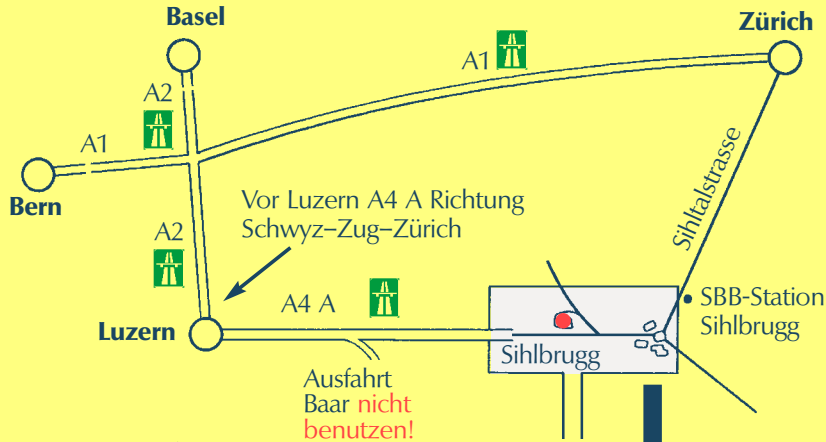 Basel
Zürich
A1
A2
A1
Bern
Sihltalstrasse
Vor Luzern A4 A Richtung
Schwyz–Zug–Zürich
A2
A4 A
SBB-Station
Sihlbrugg
Luzern
Sihlbrugg
Ausfahrt
Baar nicht
benutzen!